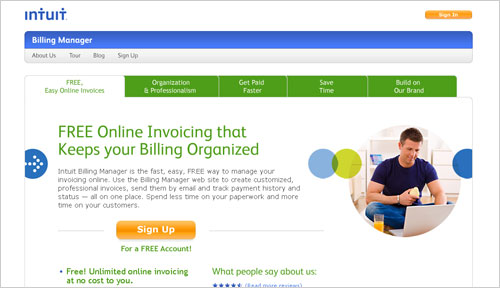 INTUIT
Sign In
Billing Manager
About Us Tour Blog Sign Up
FREE,
Easy Online Invoices
Organization
& Professionalism
Get Paid
Faster
Save
Time
Build on
Our Brand
FREE Online Invoicing that
Keeps your Billing Organized
Intuit Billing Manager is the fast, easy, FREE way to manage your
invoicing online. Use the Billing Manager web site to create customized,
professional invoices, send them by email and track payment history and
status — all on one place. Spend less time on your paperwork and more
time on your customers.
Sign Up
For a FREE Account!
• Free! Unlimited online invoicing
at no cost to you.
What people say about us:
(Read more reviews)